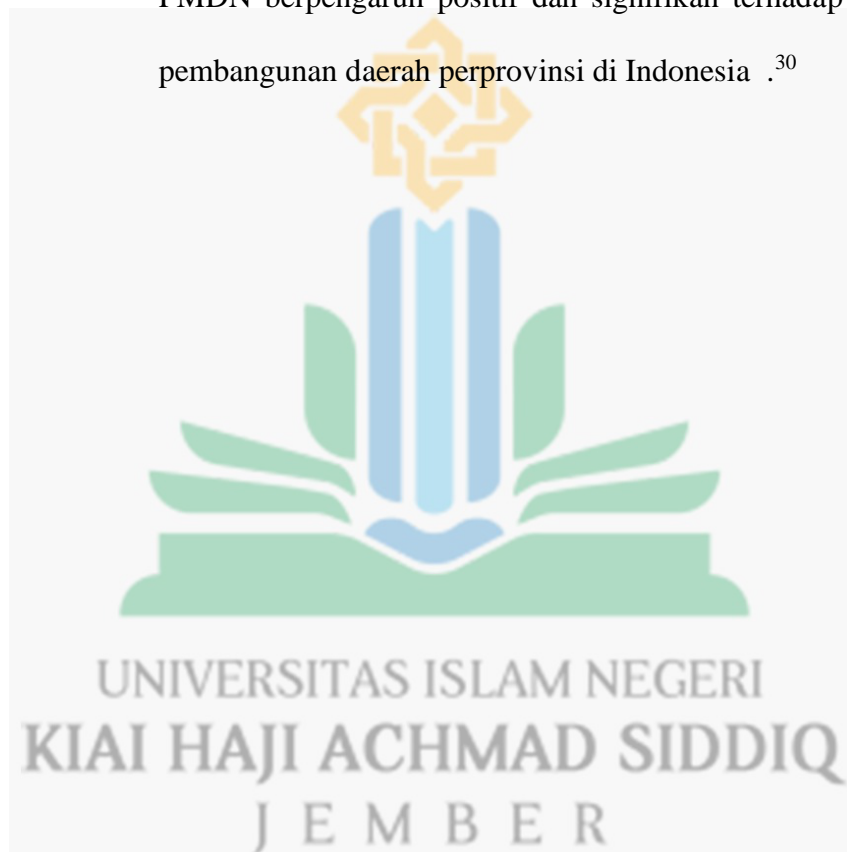 PMDN berpengaruh positif dan signifikan terhadap
pembangunan daerah perprovinsi di Indonesia .30
UNIVERSITAS ISLAM NEGERI
KIAI HAJI ACHMAD SIDDIQ
JEMBER